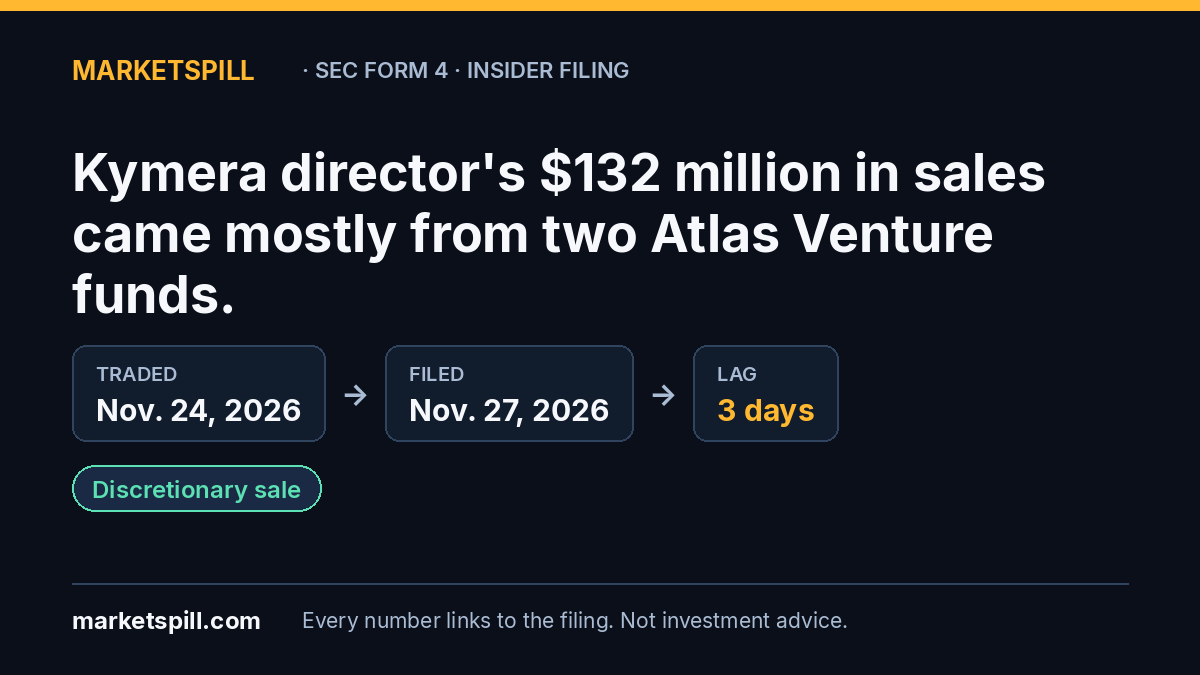 MARKETSPILL · SEC FORM 4 · INSIDER FILING
Kymera director's $132 million in sales
came mostly from two Atlas Venture
funds.
TRADED
Nov. 24, 2026
→
FILED
Nov. 27, 2026
→
LAG
3 days
Discretionary sale
marketspill.com Every number links to the filing. Not investment advice.